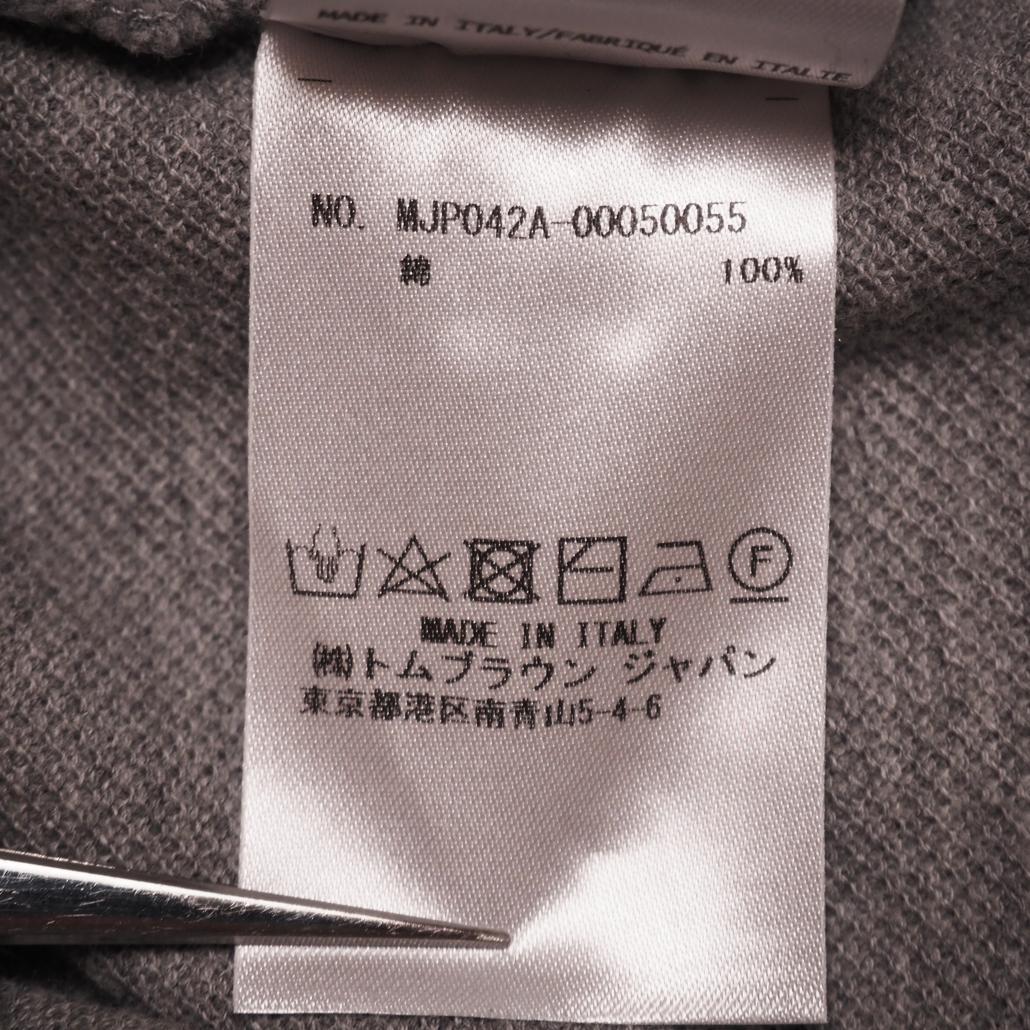 MADE IN ITALY/FABRIQUÉ EN ITALIE
NO. MJP042A-00050055
綿 100%
F
MADE IN ITALY
㈱トムブラウン ジャパン
東京都港区南青山5-4-6